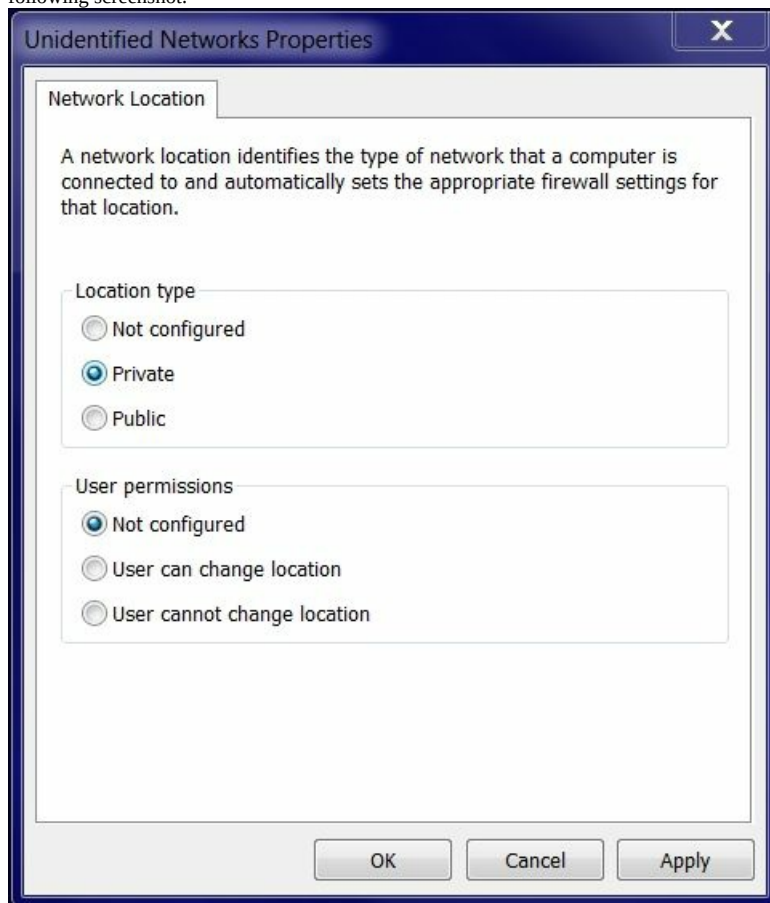 following screenshot:
Unidentified Networks Properties
X
Network Location
A network location identifies the type of network that a computer is
connected to and automatically sets the appropriate firewall settings for
that location.
Location type
Not configured
Private
Public
User permissions
Not configured
User can change location
User cannot change location
OK Cancel Apply